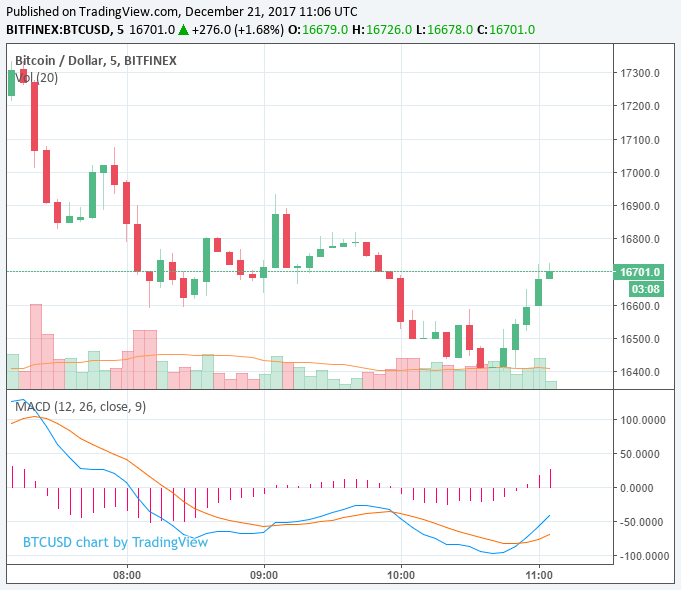 Published on TradingView.com, December 21, 2017 11:06 UTC
BITFINEX:BTCUSD, 5 16701.0 ▲ +276.0 (+1.68%) O:16679.0 H:16726.0 L:16678.0 C:16701.0
Bitcoin / Dollar, 5, BITFINEX
Vol (20)
17300.0
17200.0
17100.0
17000.0
16900.0
16800.0
16701.0
03:08
16600.0
16500.0
16400.0
MACD (12, 26, close, 9)
100.0000
50.0000
0.0000
-50.0000
-100.0000
BTCUSD chart by TradingView
08:00 09:00 10:00 11:00